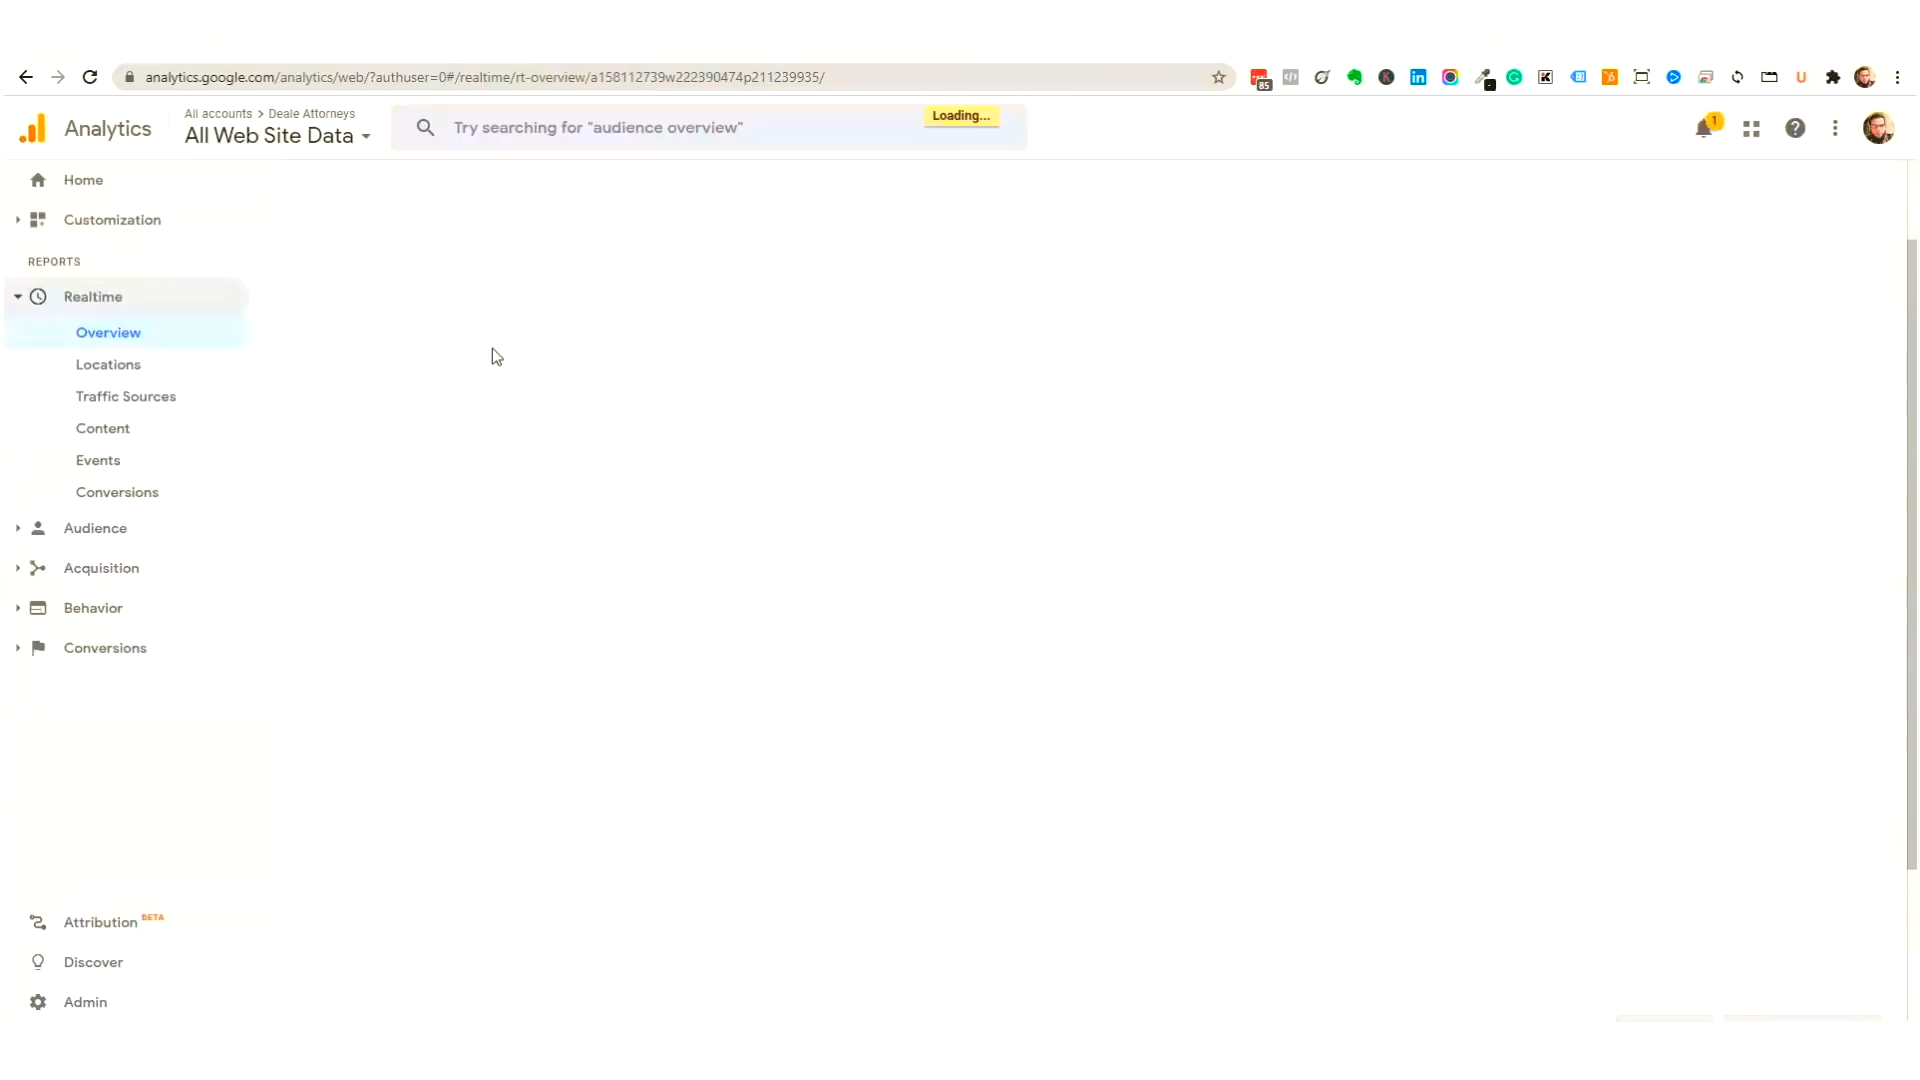 analytics.google.com/analytics/web/?authuser=0#/realtime/rt-overview/a158112739w222390474p211239935/
85
Analytics
All accounts > Deale Attorneys
All Web Site Data
Try searching for "audience overview"
Loading...
1
Home
Customization
REPORTS
Realtime
Overview
Locations
Traffic Sources
Content
Events
Conversions
Audience
Acquisition
Behavior
Conversions
Attribution BETA
Discover
Admin